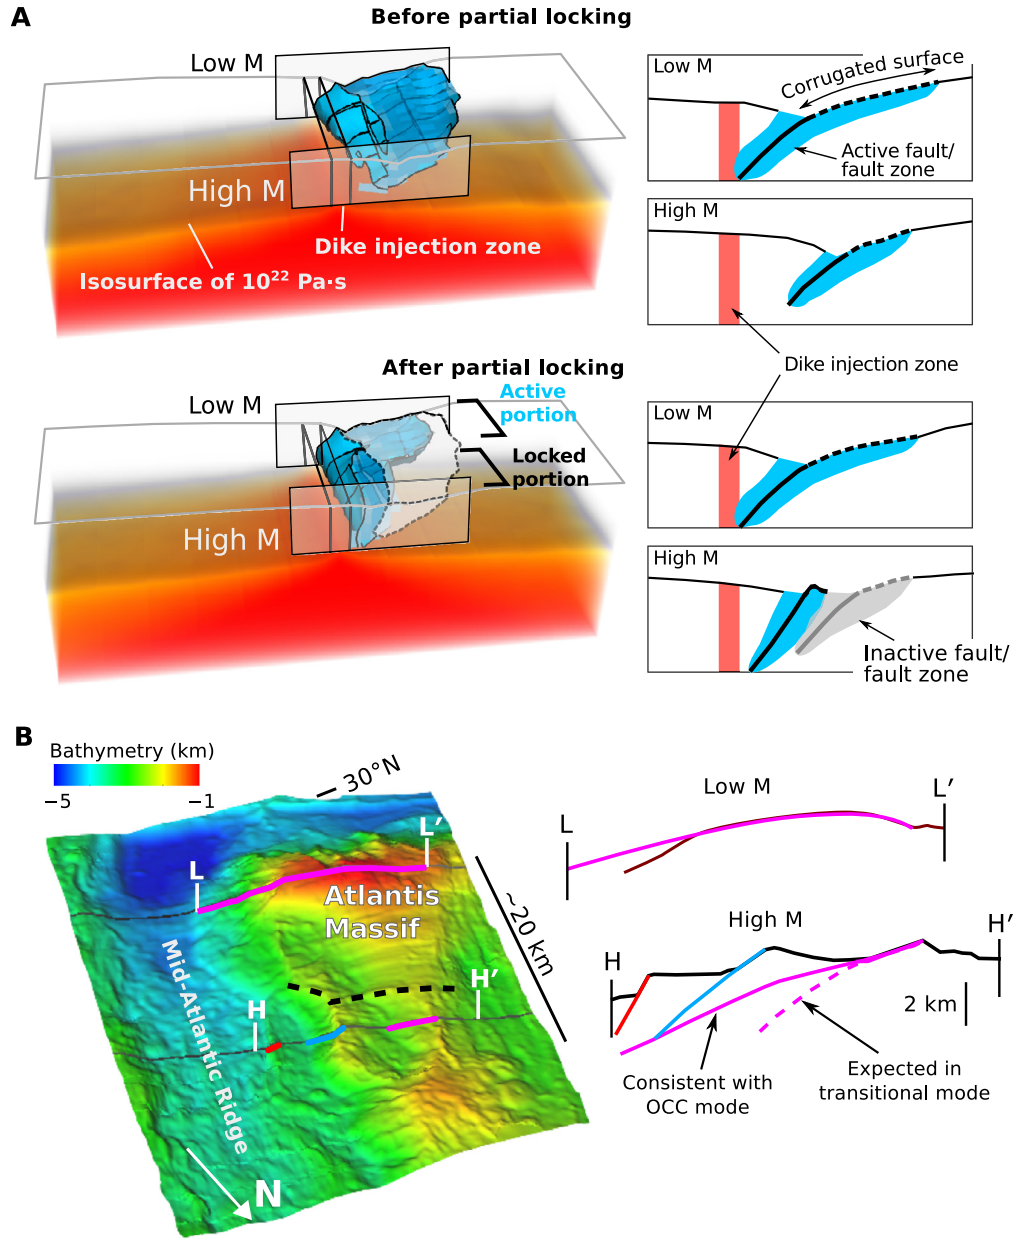 A
Before partial locking
Low M
High M
Dike injection zone
Isosurface of 10²² Pa·s
Low M
Corrugated surface
Active fault/
fault zone
High M
Dike injection zone
After partial locking
Low M
Active
portion
Locked
portion
High M
Low M
High M
Inactive fault/
fault zone
B
Bathymetry (km)
−5
−1
30°N
L
L′
Atlantis
Massif
~20 km
Mid-Atlantic Ridge
H
H′
N
Low M
L
L′
High M
H
H′
2 km
Consistent with
OCC mode
Expected in
transitional mode